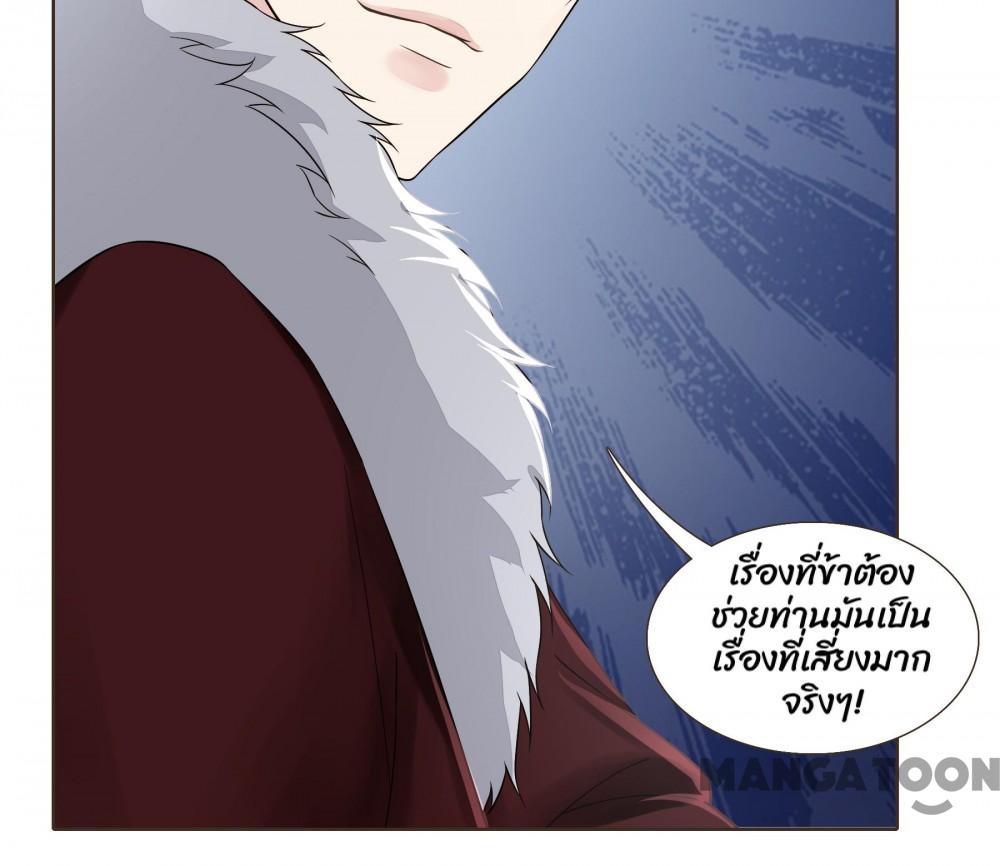 เรื่องที่ข้าต้อง
ช่วยท่านมันเป็น
เรื่องที่เสี่ยงมาก
จริงๆ!
MANGATOON